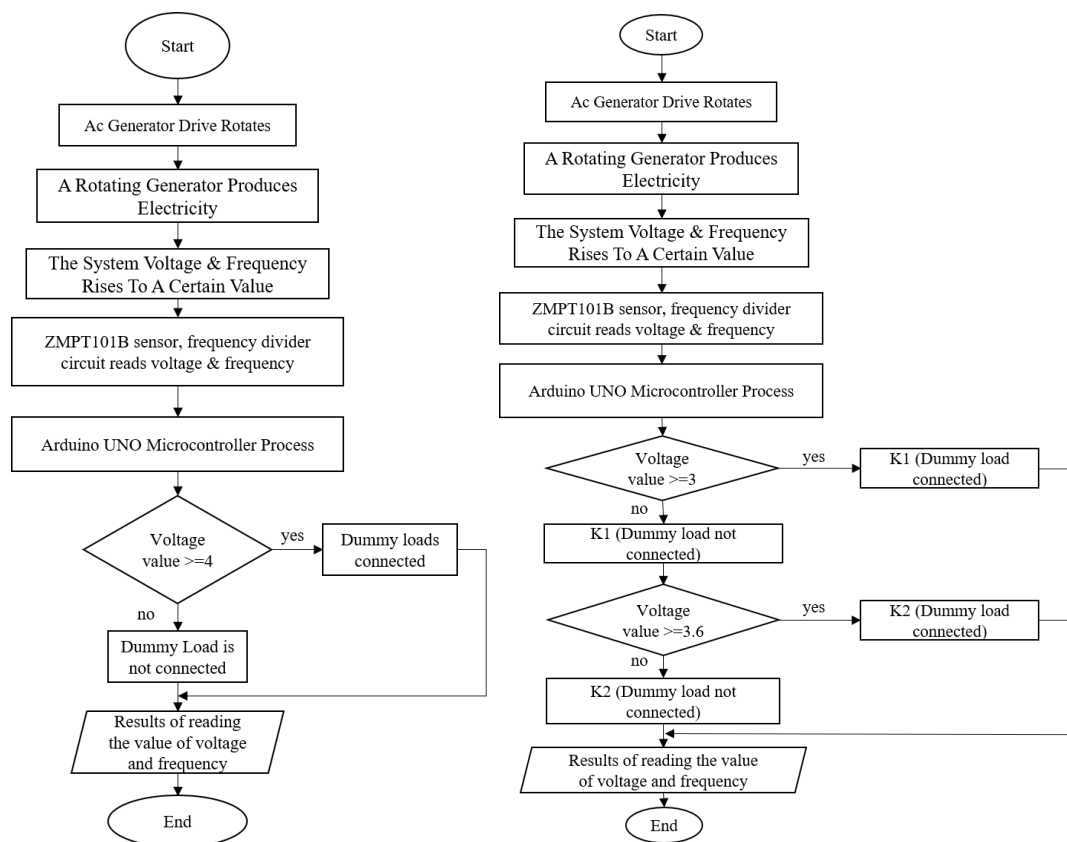 Start
Ac Generator Drive Rotates
A Rotating Generator Produces
Electricity
The System Voltage & Frequency
Rises To A Certain Value
ZMPT101B sensor, frequency divider
circuit reads voltage & frequency
Arduino UNO Microcontroller Process
Voltage
value >=4
yes
Dummy loads
connected
no
Dummy Load is
not connected
Results of reading
the value of voltage
and frequency
End
Start
Ac Generator Drive Rotates
A Rotating Generator Produces
Electricity
The System Voltage & Frequency
Rises To A Certain Value
ZMPT101B sensor, frequency divider
circuit reads voltage & frequency
Arduino UNO Microcontroller Process
Voltage
value >=3
yes
K1 (Dummy load
connected)
no
K1 (Dummy load not
connected)
Voltage
value >=3.6
yes
K2 (Dummy load
connected)
no
K2 (Dummy load not
connected)
Results of reading the value
of voltage and frequency
End